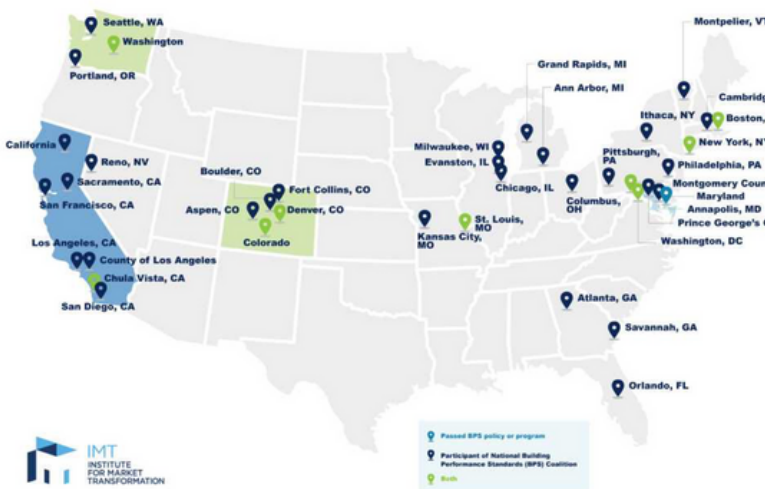 Seattle, WA
Washington
Portland, OR
California
Reno, NV
Sacramento, CA
San Francisco, CA
Los Angeles, CA
County of Los Angeles
Chula Vista, CA
San Diego, CA
Boulder, CO
Fort Collins, CO
Aspen, CO
Denver, CO
Colorado
Grand Rapids, MI
Ann Arbor, MI
Milwaukee, WI
Evanston, IL
Chicago, IL
Kansas City,
MO
St. Louis,
MO
Columbus,
OH
Montpelier, VT
Cambrid
Ithaca, NY
Boston,
New York, NY
Pittsburgh,
PA
Philadelphia, PA
Montgomery Coun
Maryland
Annapolis, MD
Prince George's C
Washington, DC
Atlanta, GA
Savannah, GA
Orlando, FL
IMT
INSTITUTE
FOR MARKET
TRANSFORMATION
Passed BPS policy or program
Participant of National Building
Performance Standards (BPS) Coalition
Both